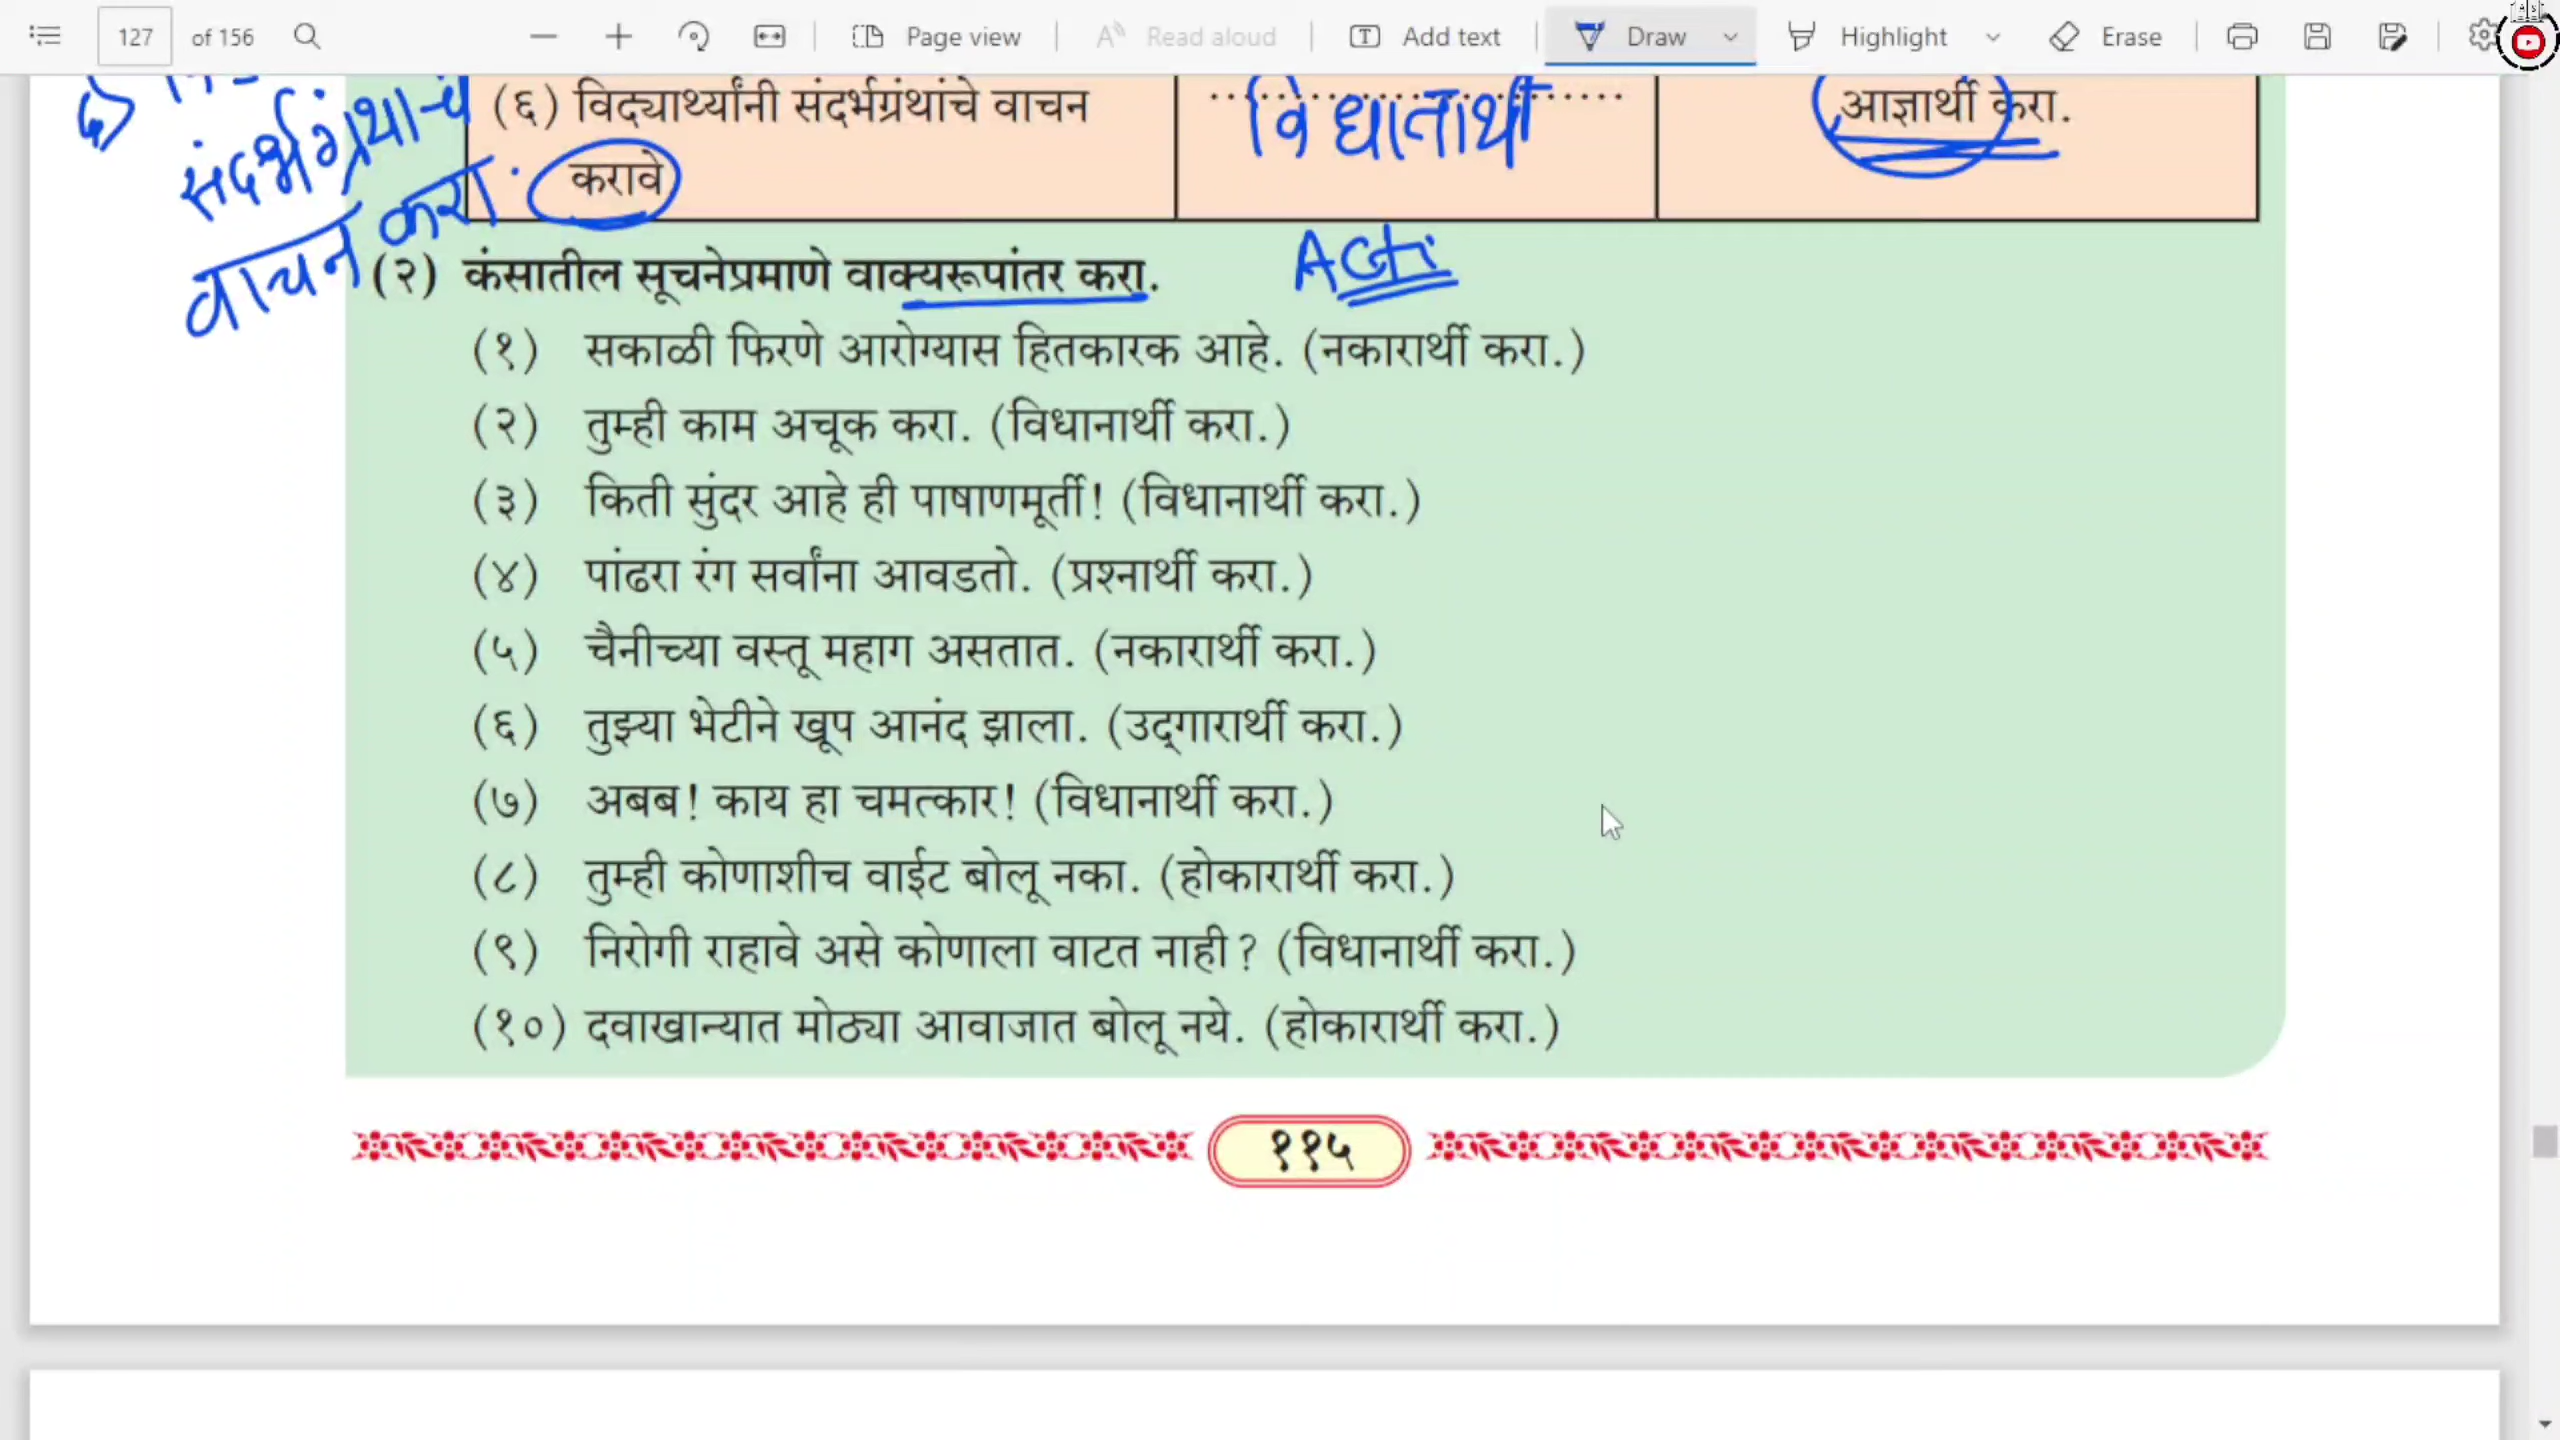 127 of 156 Page view Read aloud Add text Draw Highlight Erase
(६) विद्यार्थ्यांनी संदर्भग्रंथांचे वाचन करावे
विधानार्थी
आज्ञार्थी करा.
संदर्भग्रंथाचे
वाचन करा.
(२) कंसातील सूचनेप्रमाणे वाक्यरूपांतर करा.
Acti
(१) सकाळी फिरणे आरोग्यास हितकारक आहे. (नकारार्थी करा.)
(२) तुम्ही काम अचूक करा. (विधानार्थी करा.)
(३) किती सुंदर आहे ही पाषाणमूर्ती! (विधानार्थी करा.)
(४) पांढरा रंग सर्वांना आवडतो. (प्रश्नार्थी करा.)
(५) चैनीच्या वस्तू महाग असतात. (नकारार्थी करा.)
(६) तुझ्या भेटीने खूप आनंद झाला. (उद्‌गारार्थी करा.)
(७) अबब! काय हा चमत्कार! (विधानार्थी करा.)
(८) तुम्ही कोणाशीच वाईट बोलू नका. (होकारार्थी करा.)
(९) निरोगी राहावे असे कोणाला वाटत नाही? (विधानार्थी करा.)
(१०) दवाखान्यात मोठ्या आवाजात बोलू नये. (होकारार्थी करा.)
११५